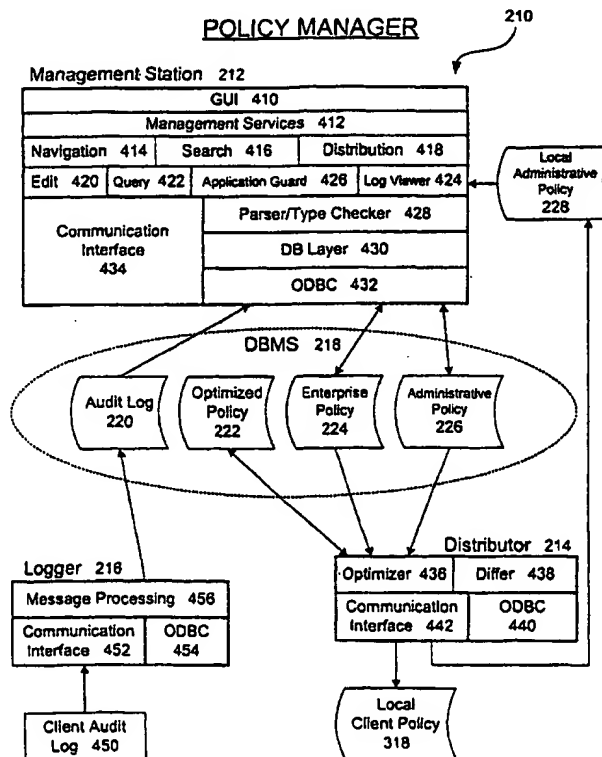 POLICY MANAGER
210
Management Station 212
GUI 410
Management Services 412
Navigation 414
Search 416
Distribution 418
Edit 420
Query 422
Application Guard 426
Log Viewer 424
Communication
Interface
434
Parser/Type Checker 428
DB Layer 430
ODBC 432
Local
Administrative
Policy
228
DBMS 218
Audit Log
220
Optimized
Policy
222
Enterprise
Policy
224
Administrative
Policy
226
Logger 216
Message Processing 456
Communication
Interface 452
ODBC
454
Client Audit
Log 450
Distributor 214
Optimizer 436
Differ 438
Communication
Interface 442
ODBC
440
Local
Client Policy
318